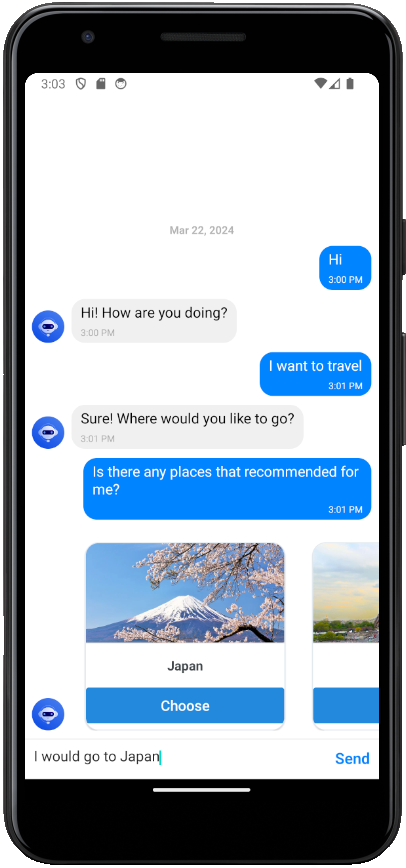 3:03
Mar 22, 2024
Hi
3:00 PM
Hi! How are you doing?
3:00 PM
I want to travel
3:01 PM
Sure! Where would you like to go?
3:01 PM
Is there any places that recommended for
me?
3:01 PM
Japan
Choose
I would go to Japan
Send